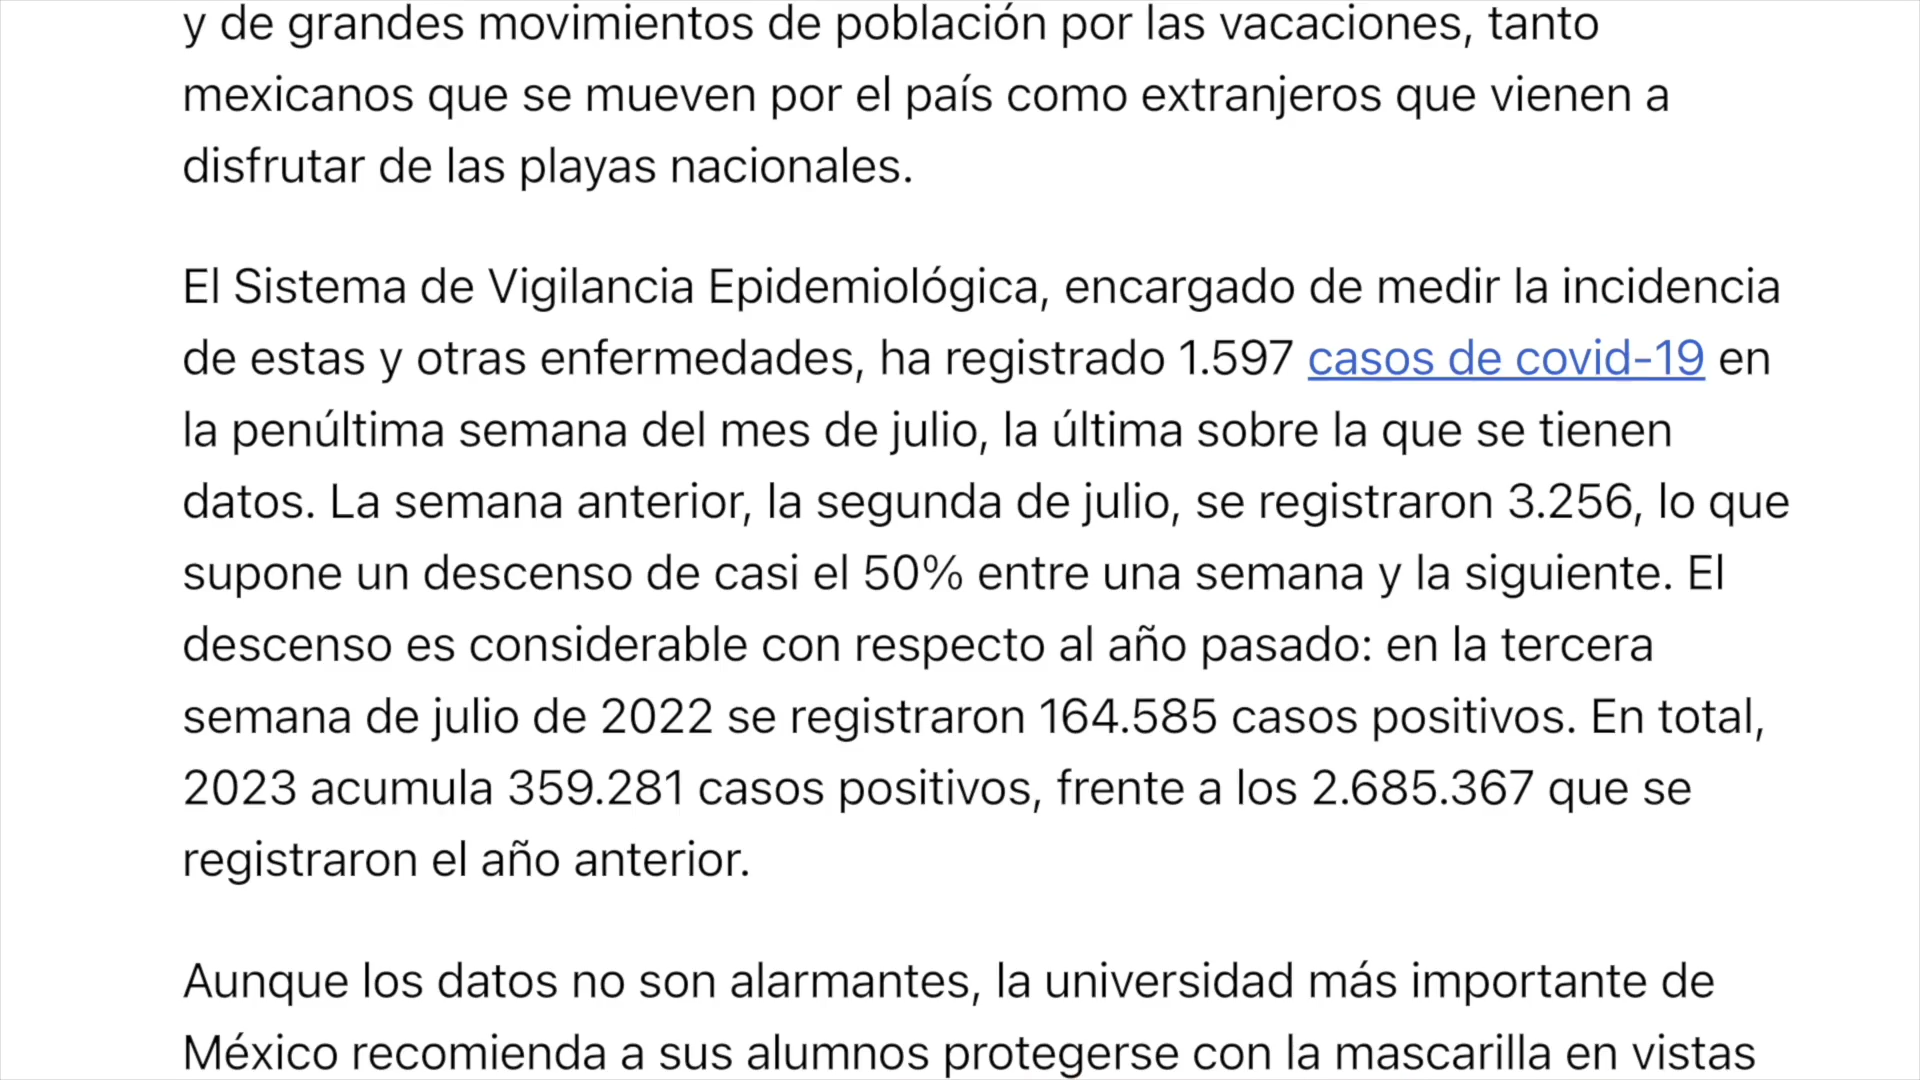 y de grandes movimientos de población por las vacaciones, tanto
mexicanos que se mueven por el país como extranjeros que vienen a
disfrutar de las playas nacionales.
El Sistema de Vigilancia Epidemiológica, encargado de medir la incidencia
de estas y otras enfermedades, ha registrado 1.597 casos de covid-19 en
la penúltima semana del mes de julio, la última sobre la que se tienen
datos. La semana anterior, la segunda de julio, se registraron 3.256, lo que
supone un descenso de casi el 50% entre una semana y la siguiente. El
descenso es considerable con respecto al año pasado: en la tercera
semana de julio de 2022 se registraron 164.585 casos positivos. En total,
2023 acumula 359.281 casos positivos, frente a los 2.685.367 que se
registraron el año anterior.
Aunque los datos no son alarmantes, la universidad más importante de
México recomienda a sus alumnos protegerse con la mascarilla en vistas